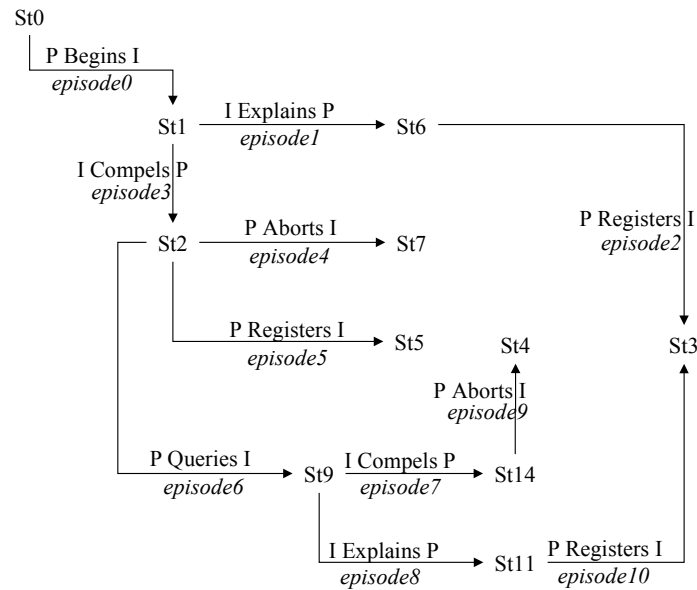 St0
P Begins I
episode0
St1
I Explains P
episode1
St6
I Compels P
episode3
P Registers I
episode2
St2
P Aborts I
episode4
St7
P Registers I
episode5
St5
St4
St3
P Aborts I
episode9
P Queries I
episode6
St9
I Compels P
episode7
St14
I Explains P
episode8
St11
P Registers I
episode10